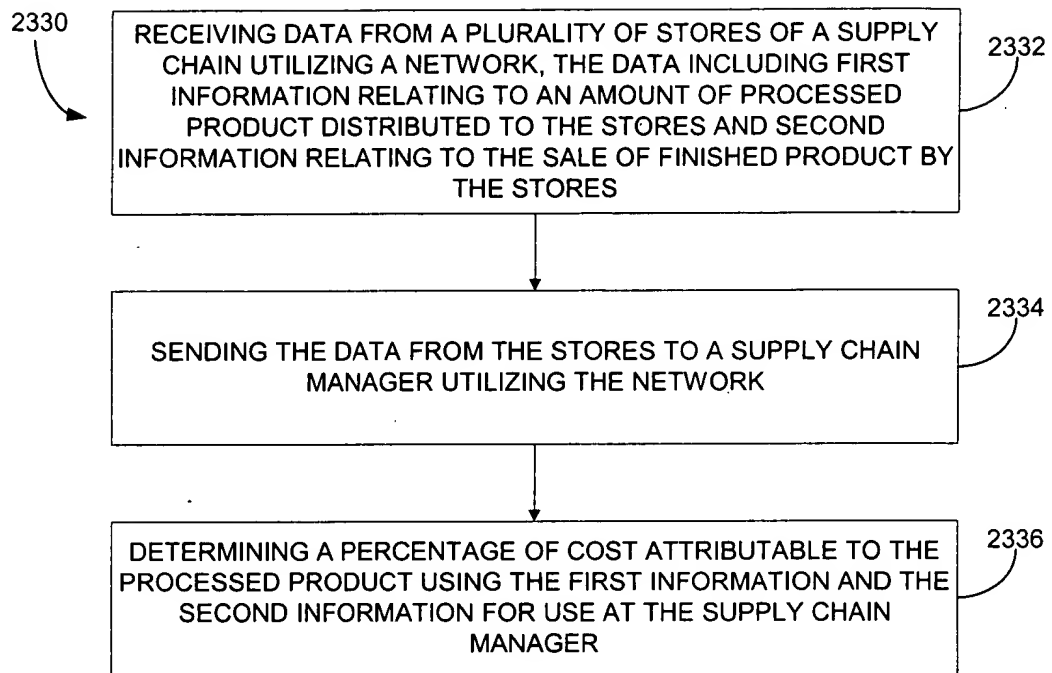 2330
RECEIVING DATA FROM A PLURALITY OF STORES OF A SUPPLY
CHAIN UTILIZING A NETWORK, THE DATA INCLUDING FIRST
INFORMATION RELATING TO AN AMOUNT OF PROCESSED
PRODUCT DISTRIBUTED TO THE STORES AND SECOND
INFORMATION RELATING TO THE SALE OF FINISHED PRODUCT BY
THE STORES
2332
SENDING THE DATA FROM THE STORES TO A SUPPLY CHAIN
MANAGER UTILIZING THE NETWORK
2334
DETERMINING A PERCENTAGE OF COST ATTRIBUTABLE TO THE
PROCESSED PRODUCT USING THE FIRST INFORMATION AND THE
SECOND INFORMATION FOR USE AT THE SUPPLY CHAIN
MANAGER
2336